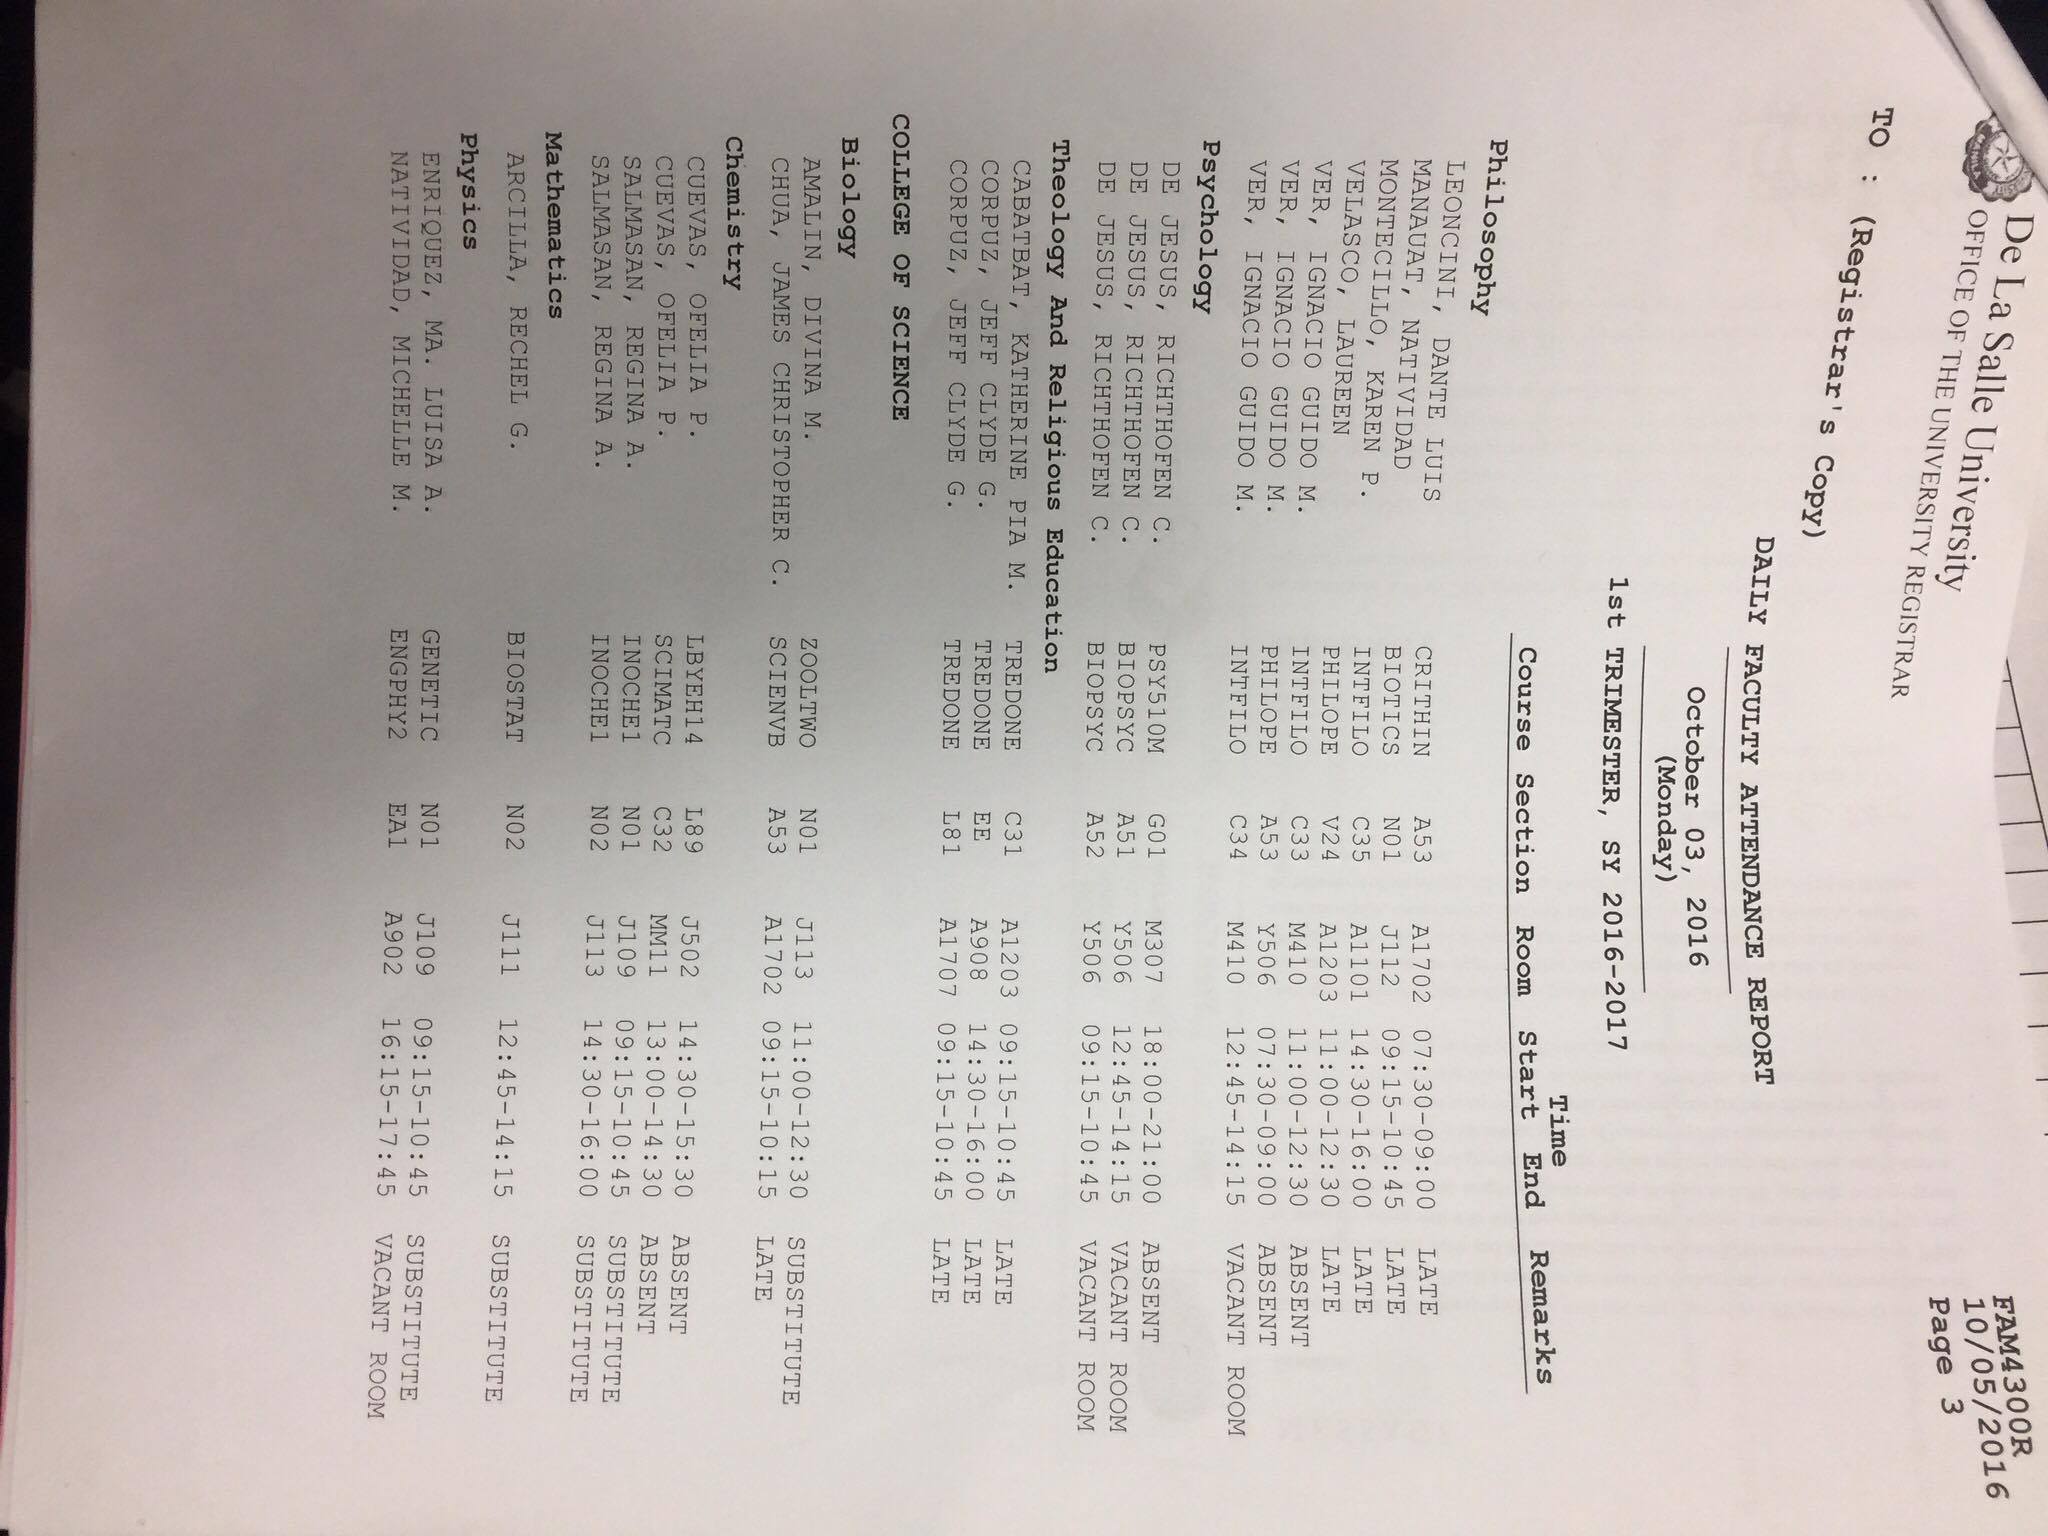 De La Salle University
OFFICE OF THE UNIVERSITY REGISTRAR
FAM4300R
10/05/2016
Page 3
TO : (Registrar's Copy)
DAILY FACULTY ATTENDANCE REPORT
October 03, 2016
(Monday)
1st TRIMESTER, SY 2016-2017
Time
Course Section Room Start End Remarks
Philosophy
LEONCINI, DANTE LUIS CRITHIN A53 A1702 07:30-09:00 LATE
MANAUAT, NATIVIDAD BIOTICS N01 J112 09:15-10:45 LATE
MONTECILLO, KAREN P. INTFILO C35 A1101 14:30-16:00 LATE
VELASCO, LAUREEN PHILOPE V24 A1203 11:00-12:30 LATE
VER, IGNACIO GUIDO M. INTFILO C33 M410 11:00-12:30 ABSENT
VER, IGNACIO GUIDO M. PHILOPE A53 Y506 07:30-09:00 ABSENT
VER, IGNACIO GUIDO M. INTFILO C34 M410 12:45-14:15 VACANT ROOM
Psychology
DE JESUS, RICHTHOFEN C. PSY510M G01 M307 18:00-21:00 ABSENT
DE JESUS, RICHTHOFEN C. BIOPSYC A51 Y506 12:45-14:15 VACANT ROOM
DE JESUS, RICHTHOFEN C. BIOPSYC A52 Y506 09:15-10:45 VACANT ROOM
Theology And Religious Education
CABATBAT, KATHERINE PIA M. TREDONE C31 A1203 09:15-10:45 LATE
CORPUZ, JEFF CLYDE G. TREDONE EE A908 14:30-16:00 LATE
CORPUZ, JEFF CLYDE G. TREDONE L81 A1707 09:15-10:45 LATE
COLLEGE OF SCIENCE
Biology
AMALIN, DIVINA M. ZOOLTWO N01 J113 11:00-12:30 SUBSTITUTE
CHUA, JAMES CHRISTOPHER C. SCIENVB A53 A1702 09:15-10:15 LATE
Chemistry
CUEVAS, OFELIA P. LBYEH14 L89 J502 14:30-15:30 ABSENT
CUEVAS, OFELIA P. SCIMATC C32 MM11 13:00-14:30 ABSENT
SALMASAN, REGINA A. INOCHE1 N01 J109 09:15-10:45 SUBSTITUTE
SALMASAN, REGINA A. INOCHE1 N02 J113 14:30-16:00 SUBSTITUTE
Mathematics
ARCILLA, RECHEL G. BIOSTAT N02 J111 12:45-14:15 SUBSTITUTE
Physics
ENRIQUEZ, MA. LUISA A. GENETIC N01 J109 09:15-10:45 SUBSTITUTE
NATIVIDAD, MICHELLE M. ENGPHY2 EA1 A902 16:15-17:45 VACANT ROOM